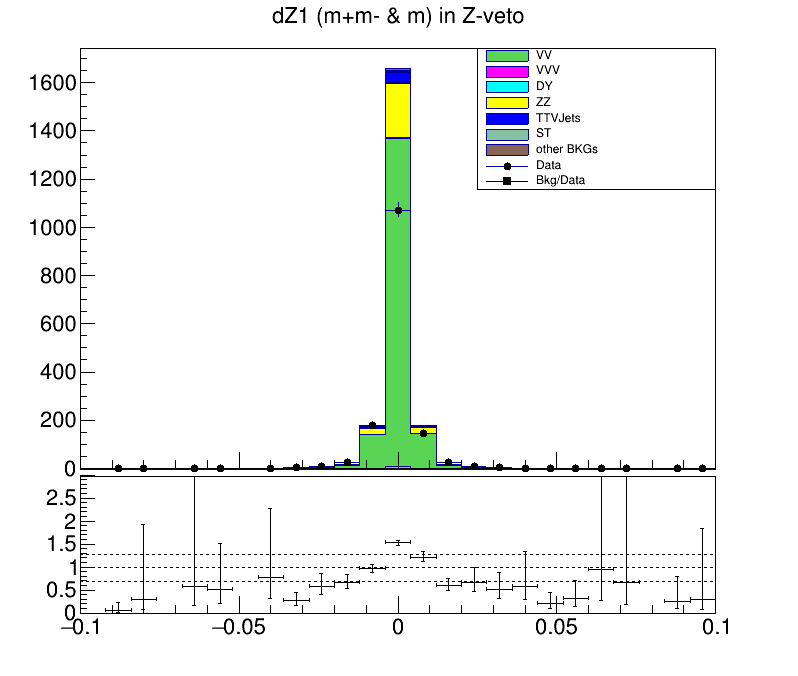 dZ1 (m+m- & m) in Z-veto
VV
VVV
DY
ZZ
TTVJets
ST
other BKGs
Data
Bkg/Data
1600
1400
1200
1000
800
600
400
200
0
2.5
2
1.5
1
0.5
0
−0.1 −0.05 0 0.05 0.1